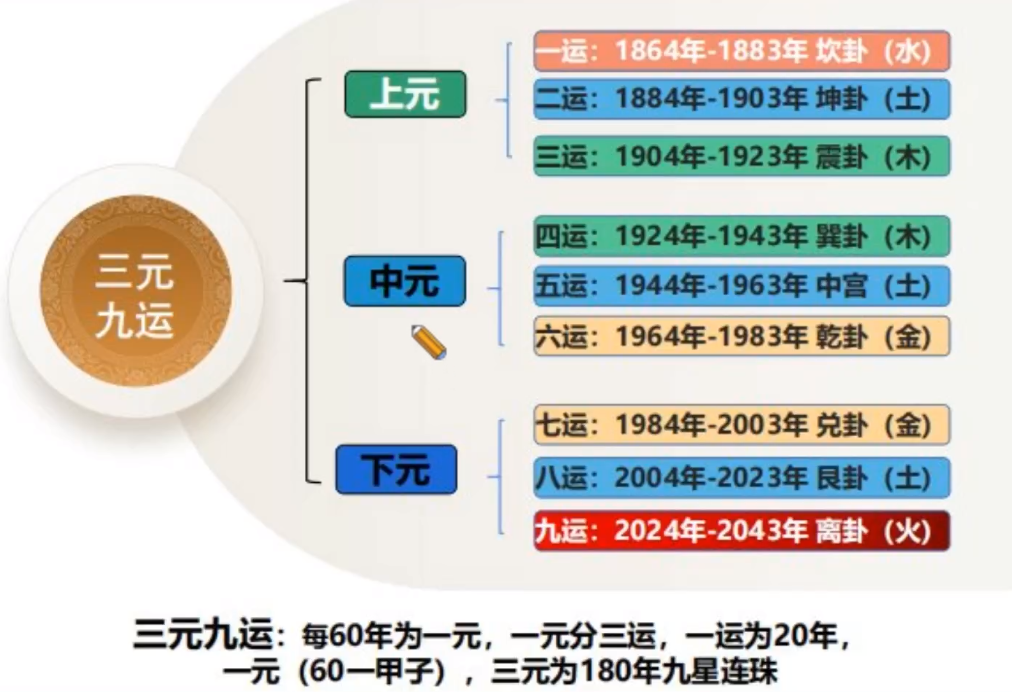 三元
九运
上元
一运：1864年-1883年 坎卦（水）
二运：1884年-1903年 坤卦（土）
三运：1904年-1923年 震卦（木）
中元
四运：1924年-1943年 巽卦（木）
五运：1944年-1963年 中宫（土）
六运：1964年-1983年 乾卦（金）
下元
七运：1984年-2003年 兑卦（金）
八运：2004年-2023年 艮卦（土）
九运：2024年-2043年 离卦（火）
三元九运：每60年为一元，一元分三运，一运为20年，
一元（60一甲子），三元为180年九星连珠